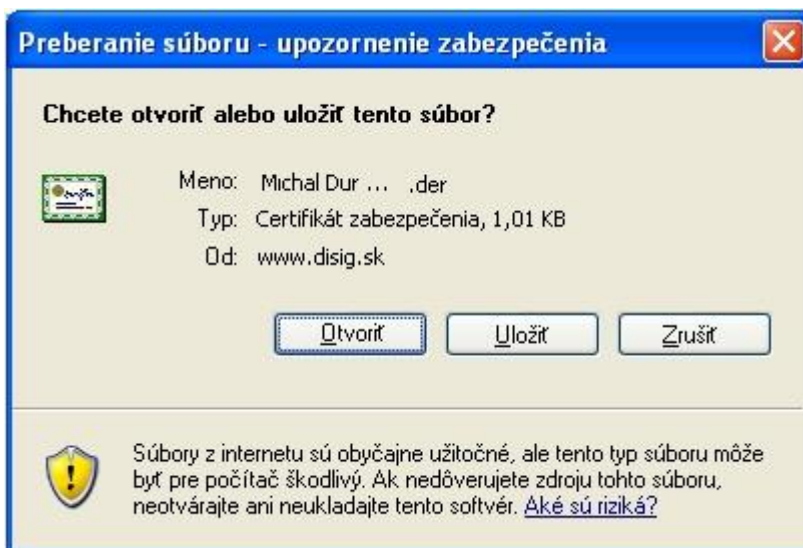 Preberanie súboru - upozornenie zabezpečenia
Chcete otvoriť alebo uložiť tento súbor?
Meno: Michal Dur ... .der
Typ: Certifikát zabezpečenia, 1,01 KB
Od: www.disig.sk
Otvoriť Uložiť Zrušiť
Súbory z internetu sú obyčajne užitočné, ale tento typ súboru môže
byť pre počítač škodlivý. Ak nedôverujete zdroju tohto súboru,
neotvárajte ani neukladajte tento softvér. Aké sú riziká?